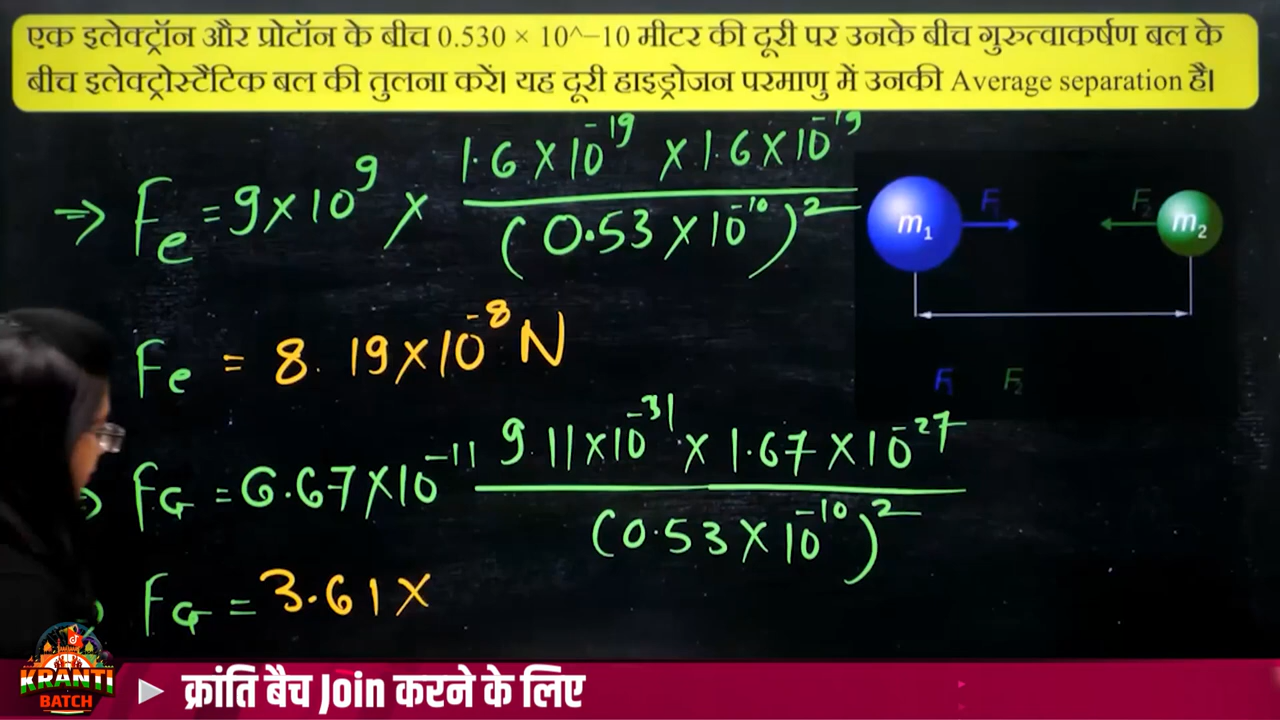 एक इलेक्ट्रॉन और प्रोटॉन के बीच 0.530 × 10^−10 मीटर की दूरी पर उनके बीच गुरुत्वाकर्षण बल के
बीच इलेक्ट्रोस्टैटिक बल की तुलना करें। यह दूरी हाइड्रोजन परमाणु में उनकी Average separation है।
→ Fe = 9×10⁹ × 1.6×10⁻¹⁹ × 1.6×10⁻¹⁹
(0.53×10⁻¹⁰)²
m₁ F₁ F₂ m₂
Fe = 8.19×10⁻⁸ N
F₁ F₂
FG = 6.67×10⁻¹¹ 9.11×10⁻³¹ × 1.67×10⁻²⁷
(0.53×10⁻¹⁰)²
FG = 3.61×
KRANTI
BATCH
क्रांति बैच Join करने के लिए